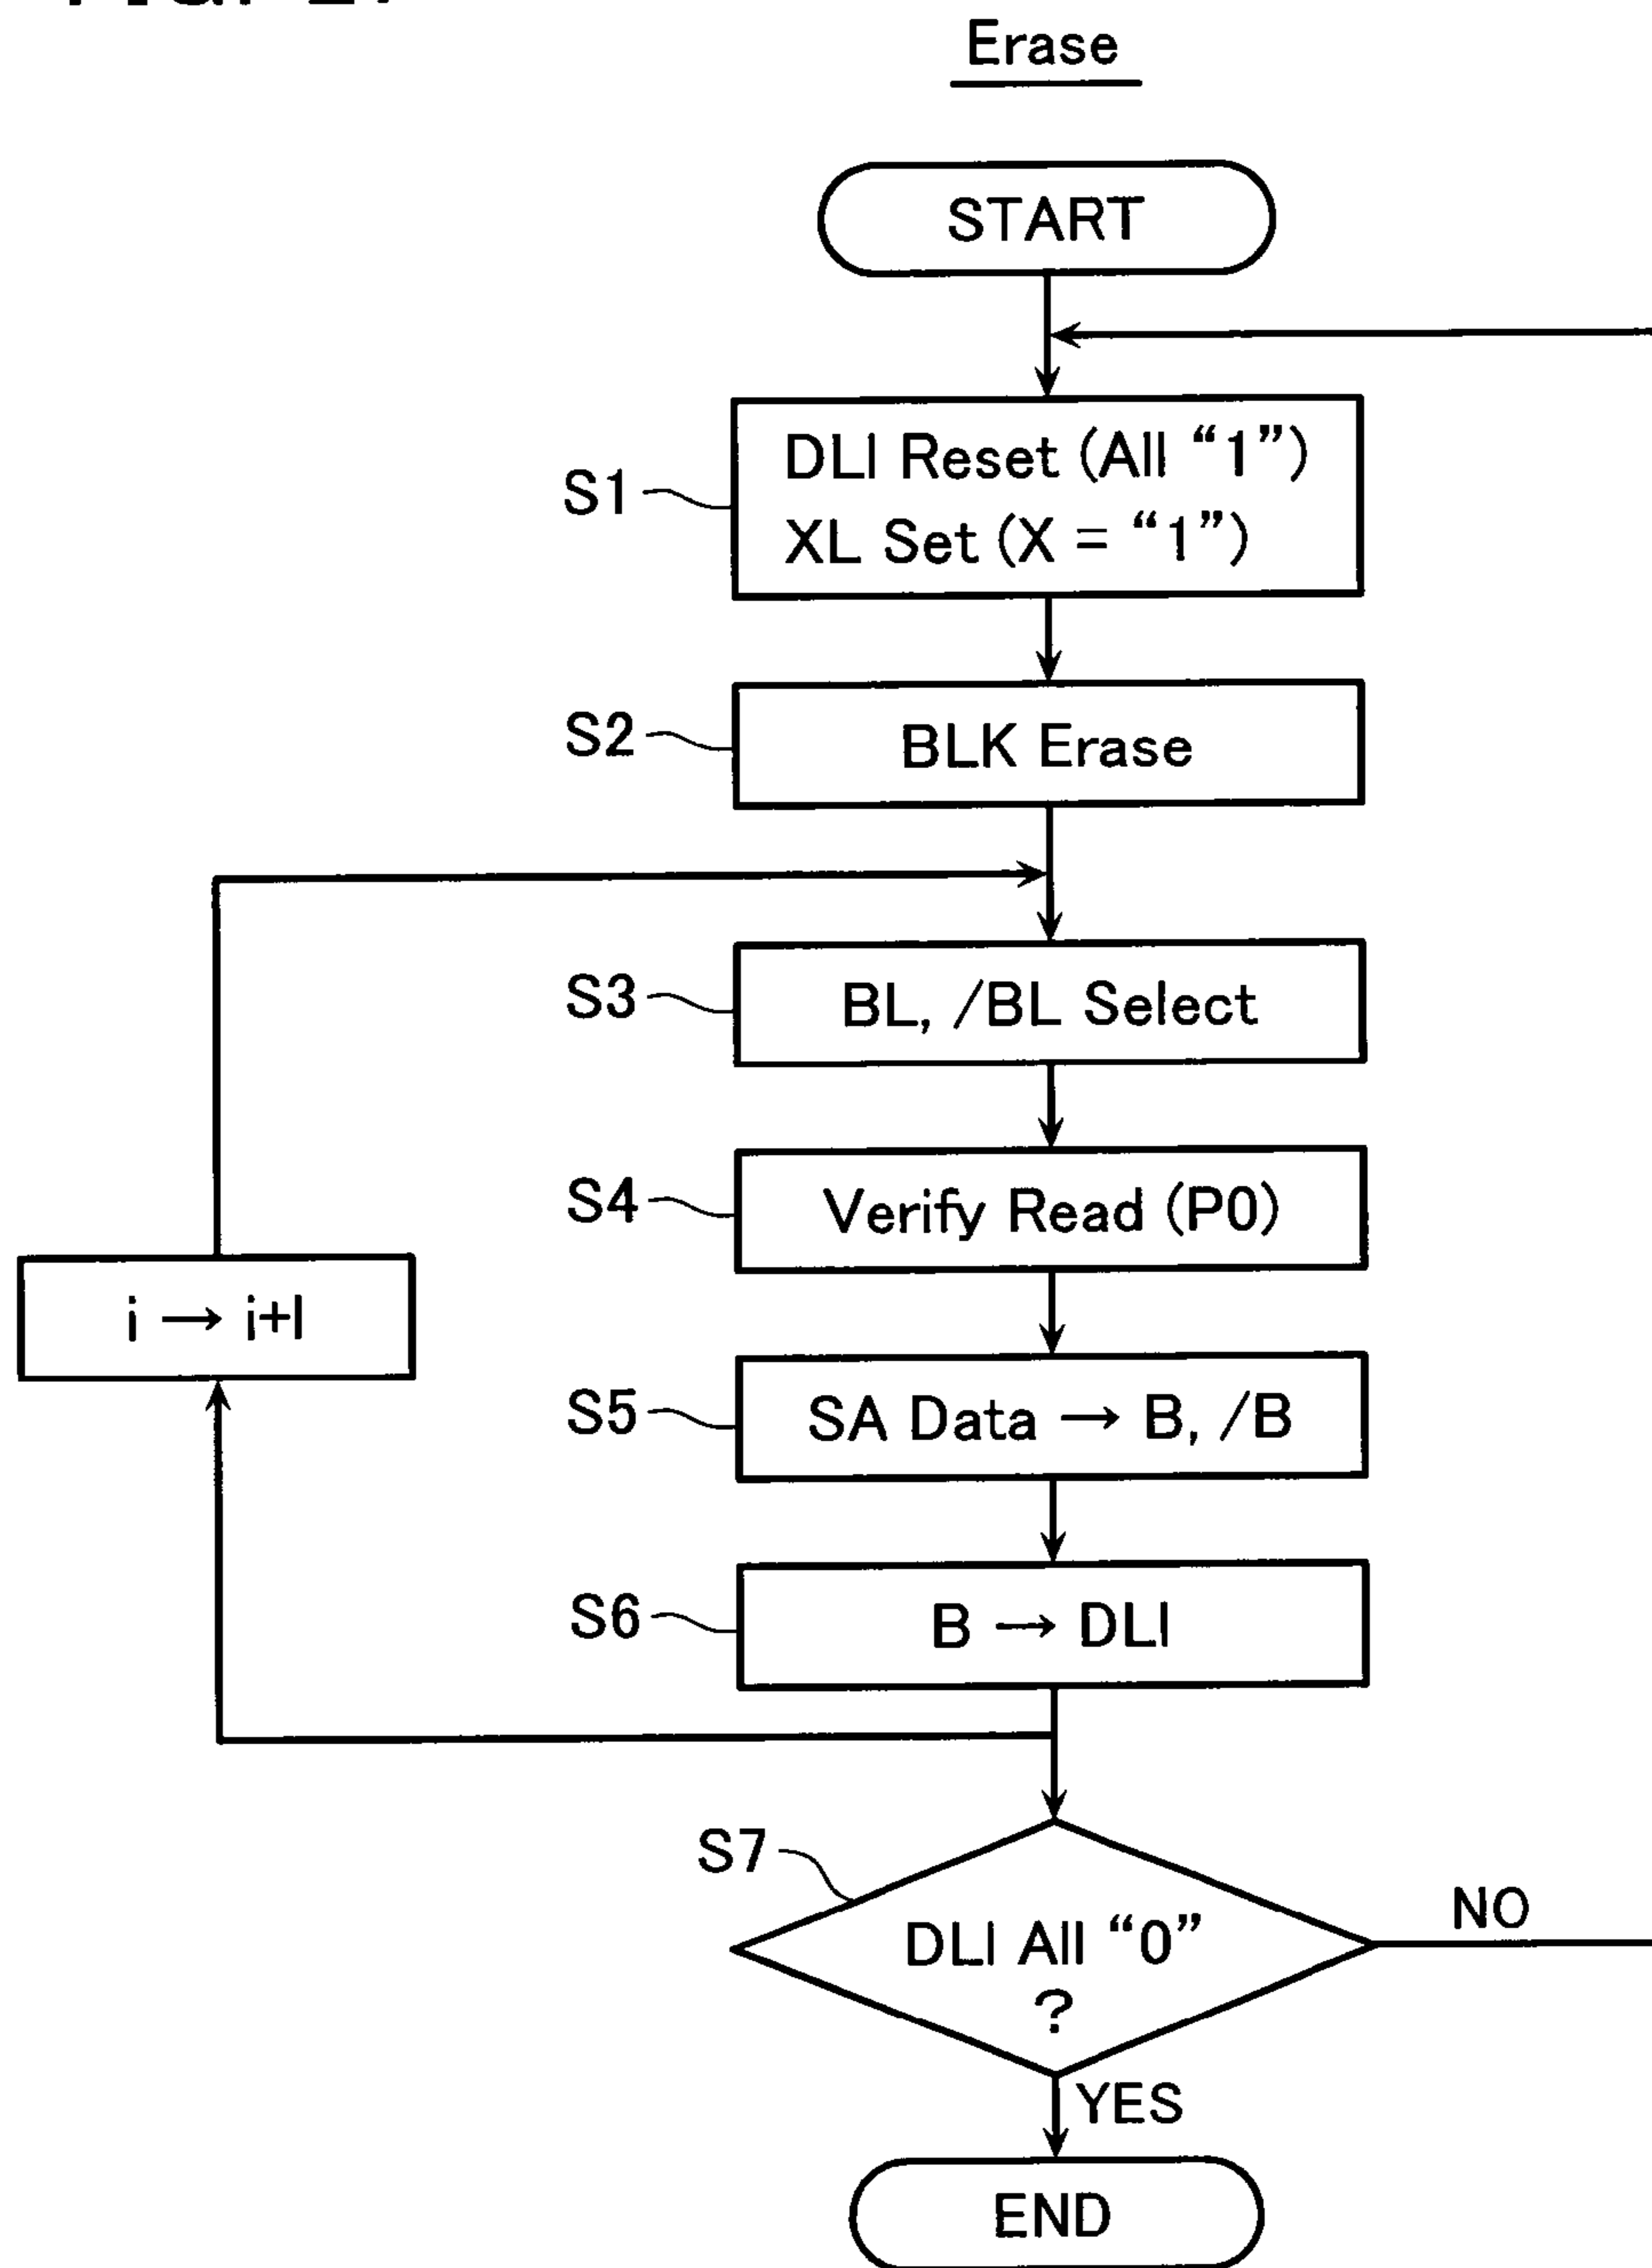 Erase
START
S1
DLI Reset (All “1”)
XL Set (X = “1”)
S2
BLK Erase
S3
BL, /BL Select
S4
Verify Read (P0)
i → i+I
S5
SA Data → B, /B
S6
B → DLI
S7
DLI All “0”
?
NO
YES
END